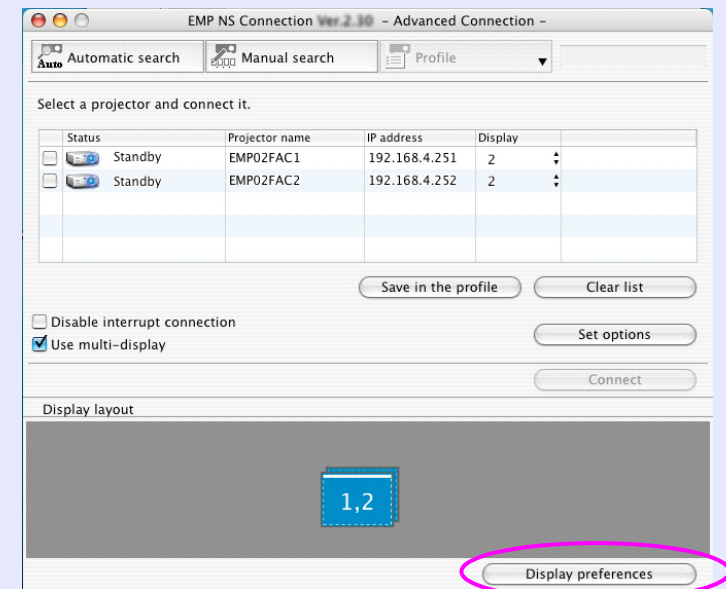 EMP NS Connection Ver.2.30 - Advanced Connection -
Auto Automatic search Manual search Profile
Select a projector and connect it.
Status Projector name IP address Display
Standby EMP02FAC1 192.168.4.251 2
Standby EMP02FAC2 192.168.4.252 2
Save in the profile Clear list
Disable interrupt connection
Set options
Use multi-display
Connect
Display layout
1,2
Display preferences